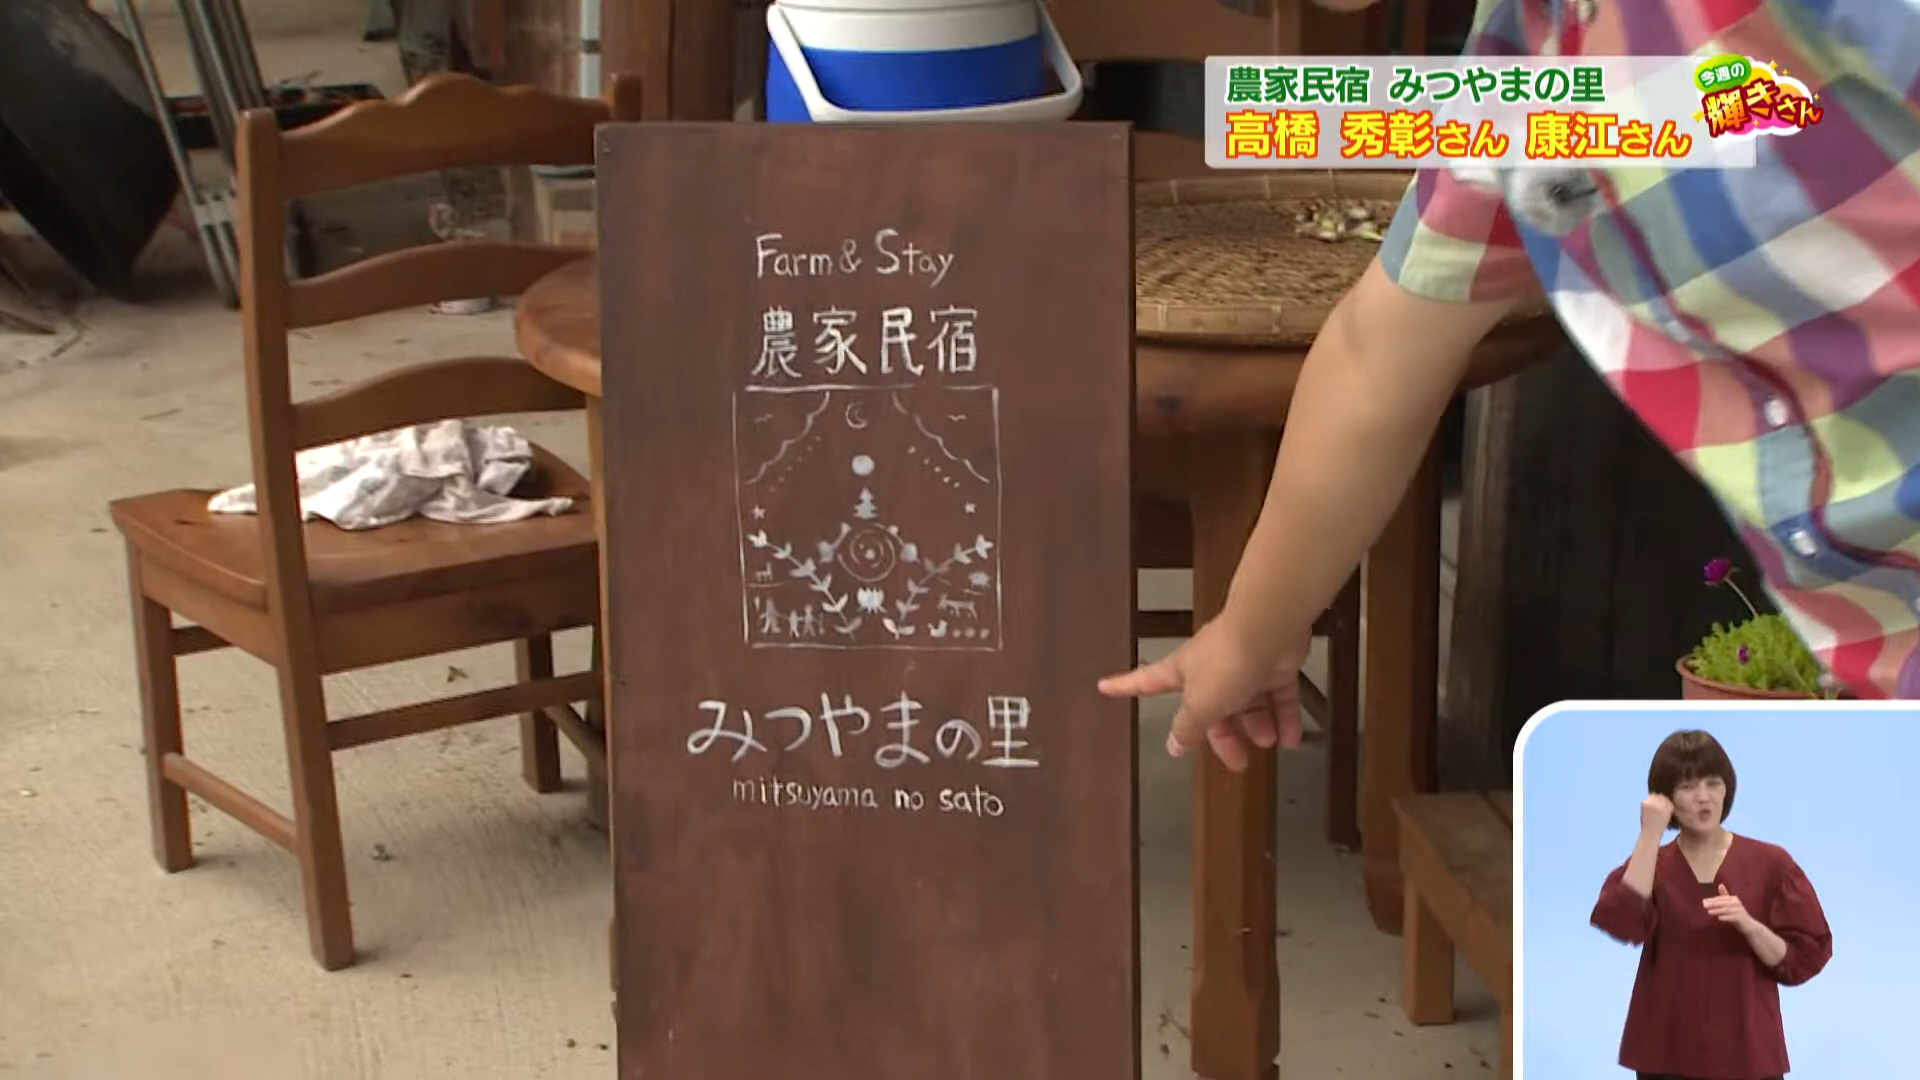 農家民宿 みつやまの里
高橋 秀彰さん 康江さん
今週の
輝きさん
Farm & Stay
農家民宿
みつやまの里
mitsuyama no sato